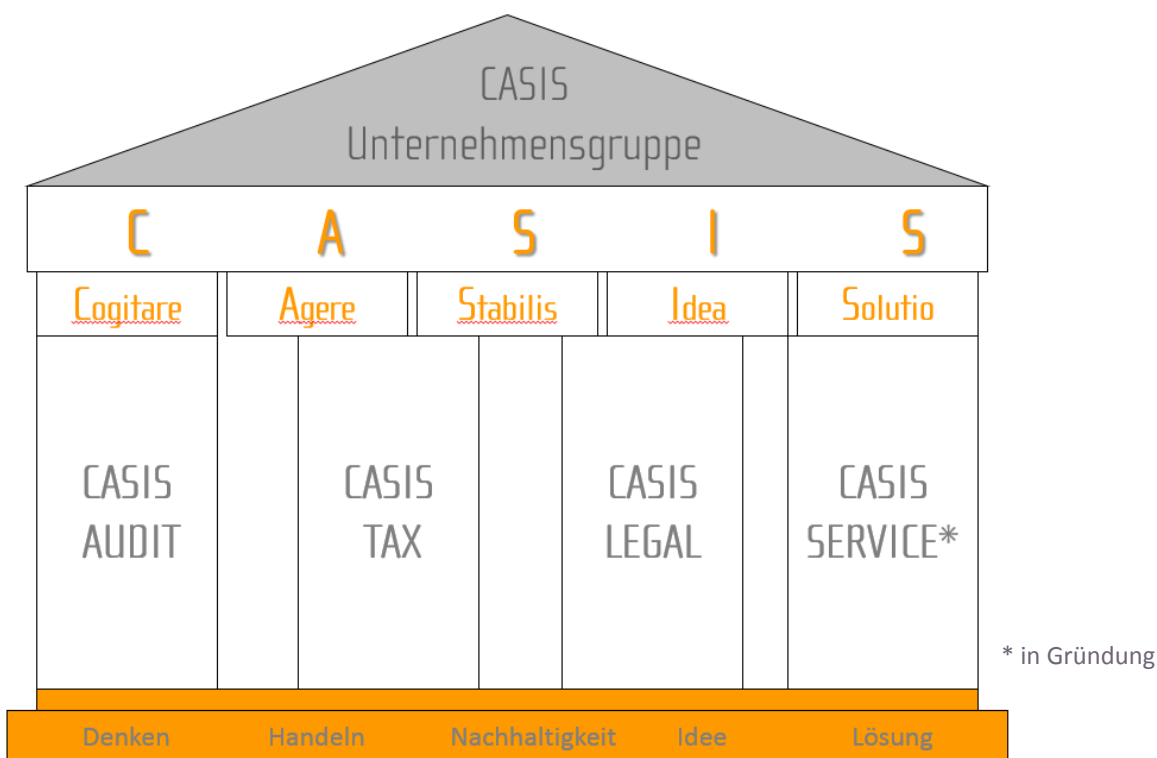 CASIS
Unternehmensgruppe
C A S I S
Cogitare Agere Stabilis Idea Solutio
CASIS CASIS CASIS CASIS
AUDIT TAX LEGAL SERVICE*
* in Gründung
Denken Handeln Nachhaltigkeit Idee Lösung